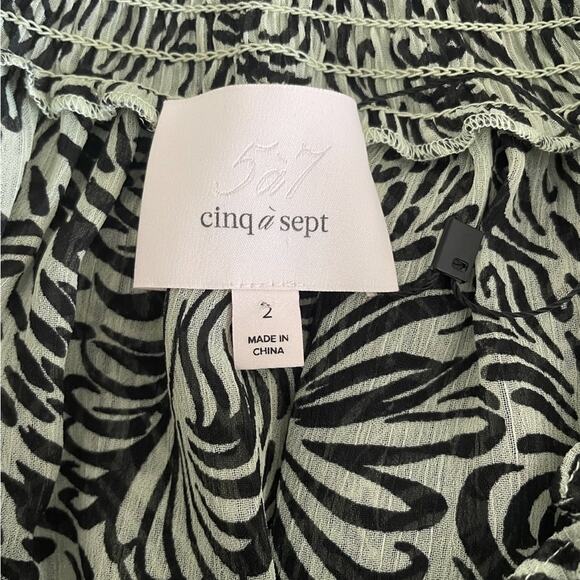 5à7
cinq à sept
2
MADE IN
CHINA